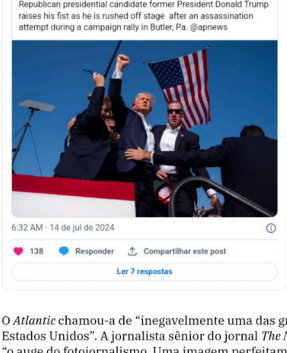 Republican presidential candidate former President Donald Trump
raises his fist as he is rushed off stage after an assassination
attempt during a campaign rally in Butler, Pa. @apnews
6:32 AM · 14 de jul de 2024
138 Responder Compartilhar este post
Ler 7 respostas
O Atlantic chamou-a de “inegavelmente uma das gr
Estados Unidos”. A jornalista sênior do jornal The N
“o auge do fotojornalismo. Uma imagem perfeitam